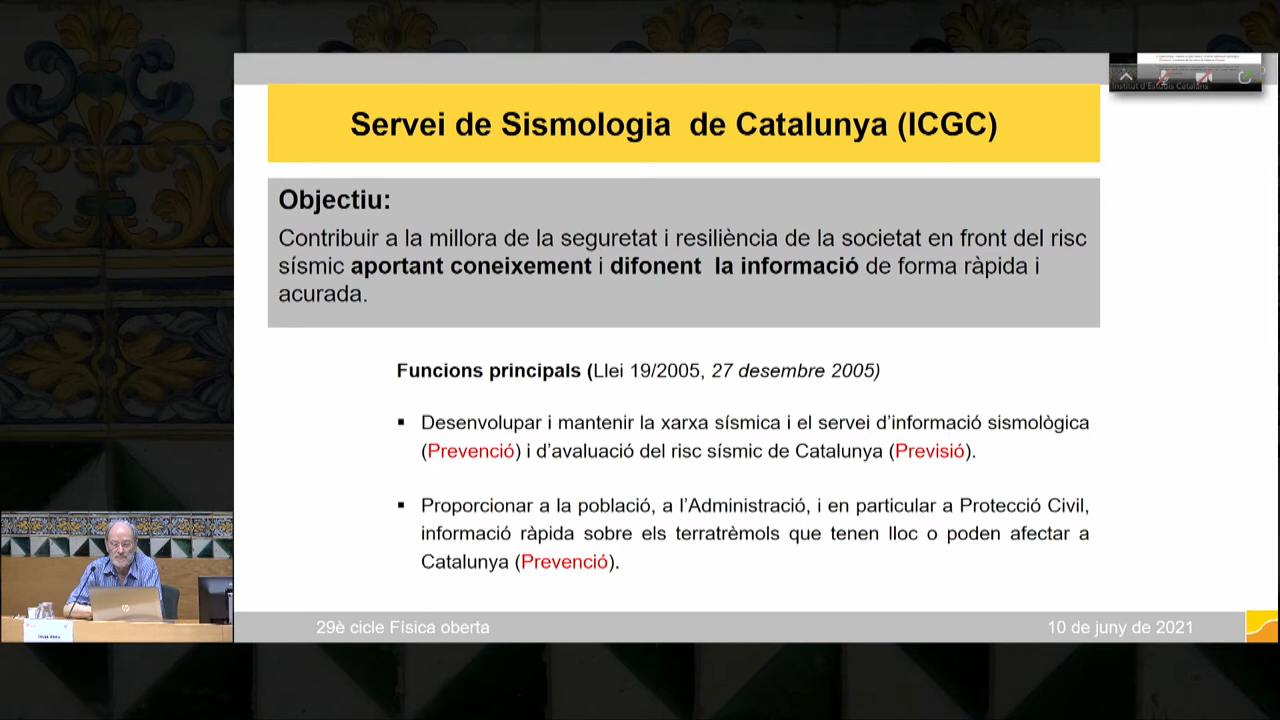 Servei de Sismologia de Catalunya (ICGC)
Institut d'Estudis Catalans
Objectiu:
Contribuir a la millora de la seguretat i resiliència de la societat en front del risc
sísmic aportant coneixement i difonent la informació de forma ràpida i
acurada.
Funcions principals (Llei 19/2005, 27 desembre 2005)
▪ Desenvolupar i mantenir la xarxa sísmica i el servei d’informació sismològica
(Prevenció) i d’avaluació del risc sísmic de Catalunya (Previsió).
▪ Proporcionar a la població, a l’Administració, i en particular a Protecció Civil,
informació ràpida sobre els terratrèmols que tenen lloc o poden afectar a
Catalunya (Prevenció).
hp
29è cicle Física oberta
10 de juny de 2021